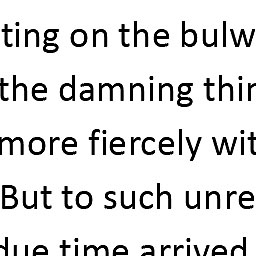 ting on the bulw
the damning thin
more fiercely wit
But to such unre
due time arrived